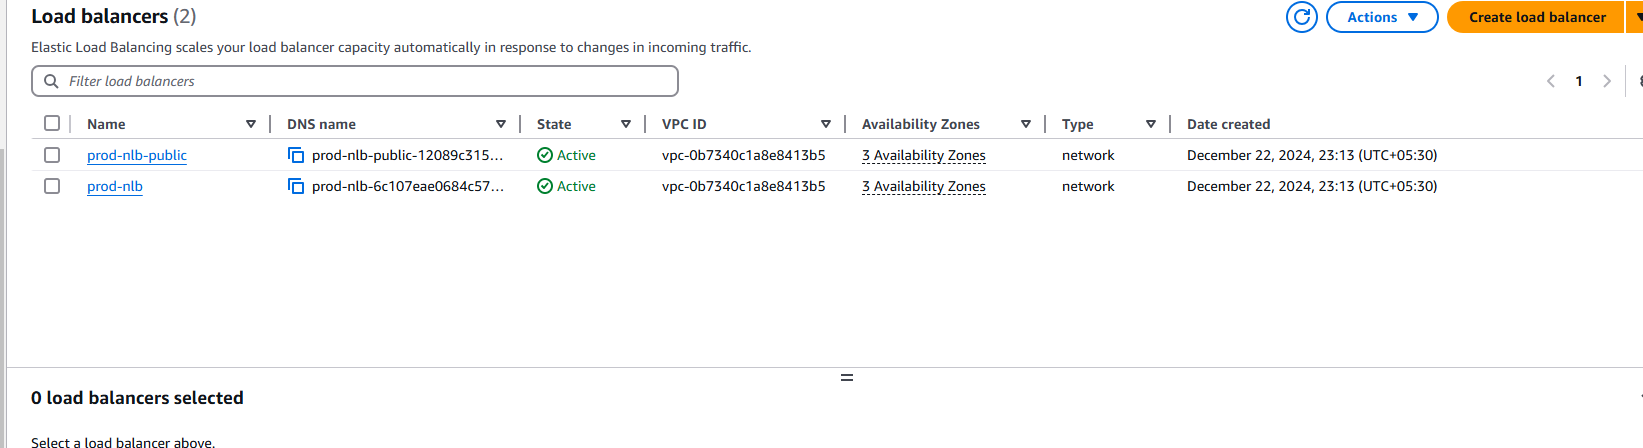 Load balancers (2)
Actions
Create load balancer
Elastic Load Balancing scales your load balancer capacity automatically in response to changes in incoming traffic.
Filter load balancers
1
Name DNS name State VPC ID Availability Zones Type Date created
prod-nlb-public prod-nlb-public-12089c315... Active vpc-0b7340c1a8e8413b5 3 Availability Zones network December 22, 2024, 23:13 (UTC+05:30)
prod-nlb prod-nlb-6c107eae0684c57... Active vpc-0b7340c1a8e8413b5 3 Availability Zones network December 22, 2024, 23:13 (UTC+05:30)
0 load balancers selected
Select a load balancer above.